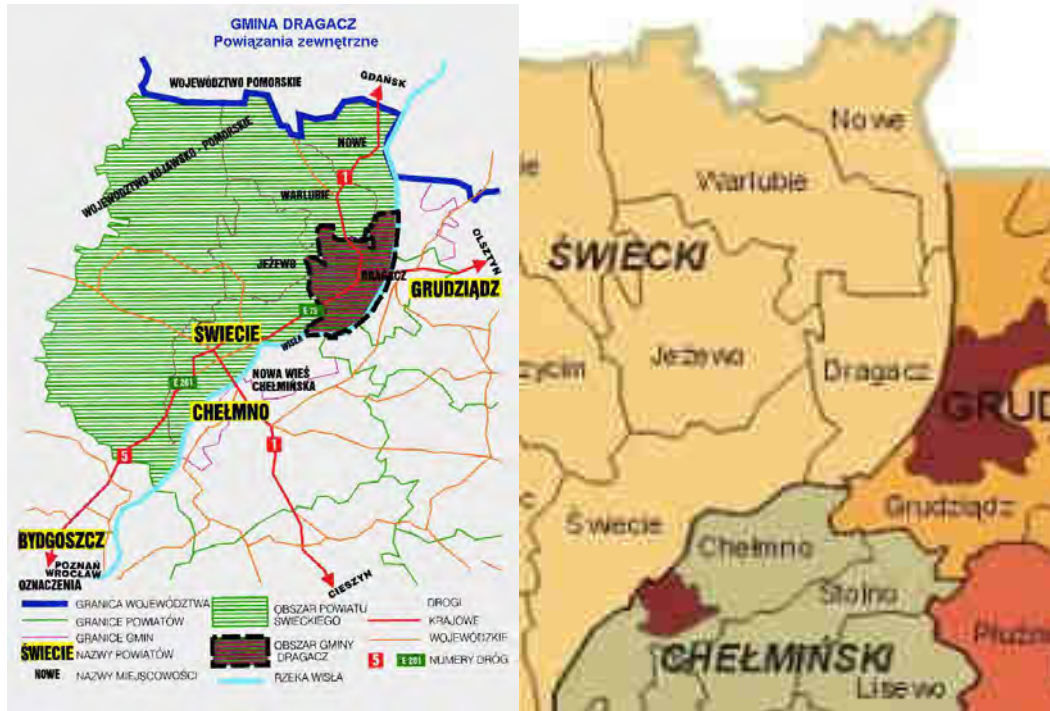 GMINA DRAGACZ
Powiązania zewnętrzne
WOJEWÓDZTWO POMORSKIE
GDAŃSK
NOWE
WOJEWÓDZTWO KUJAWSKO - POMORSKIE
1
WARLUBIE
OLSZTYN
JEŻEWO
DRAGACZ
GRUDZIĄDZ
E 75
ŚWIECIE
WISŁA
NOWA WIEŚ
CHEŁMIŃSKA
E 261
CHEŁMNO
1
5
BYDGOSZCZ
POZNAŃ
WROCŁAW
CIESZYN
OZNACZENIA
GRANICA WOJEWÓDZTWA
GRANICE POWIATÓW
GRANICE GMIN
ŚWIECIE NAZWY POWIATÓW
NOWE NAZWY MIEJSCOWOŚCI
OBSZAR POWIATU
ŚWIECKIEGO
OBSZAR GMINY
DRAGACZ
RZEKA WISŁA
DROGI
KRAJOWE
WOJEWÓDZKIE
5 E 261 NUMERY DRÓG
Nowe
ie
Warlubie
ŚWIECKI
Jeżewo
Dragacz
zycim
GRUD
Grudziądz
Świecie
Chełmno
Stolno
Płużn
CHEŁMIŃSKI
Lisewo